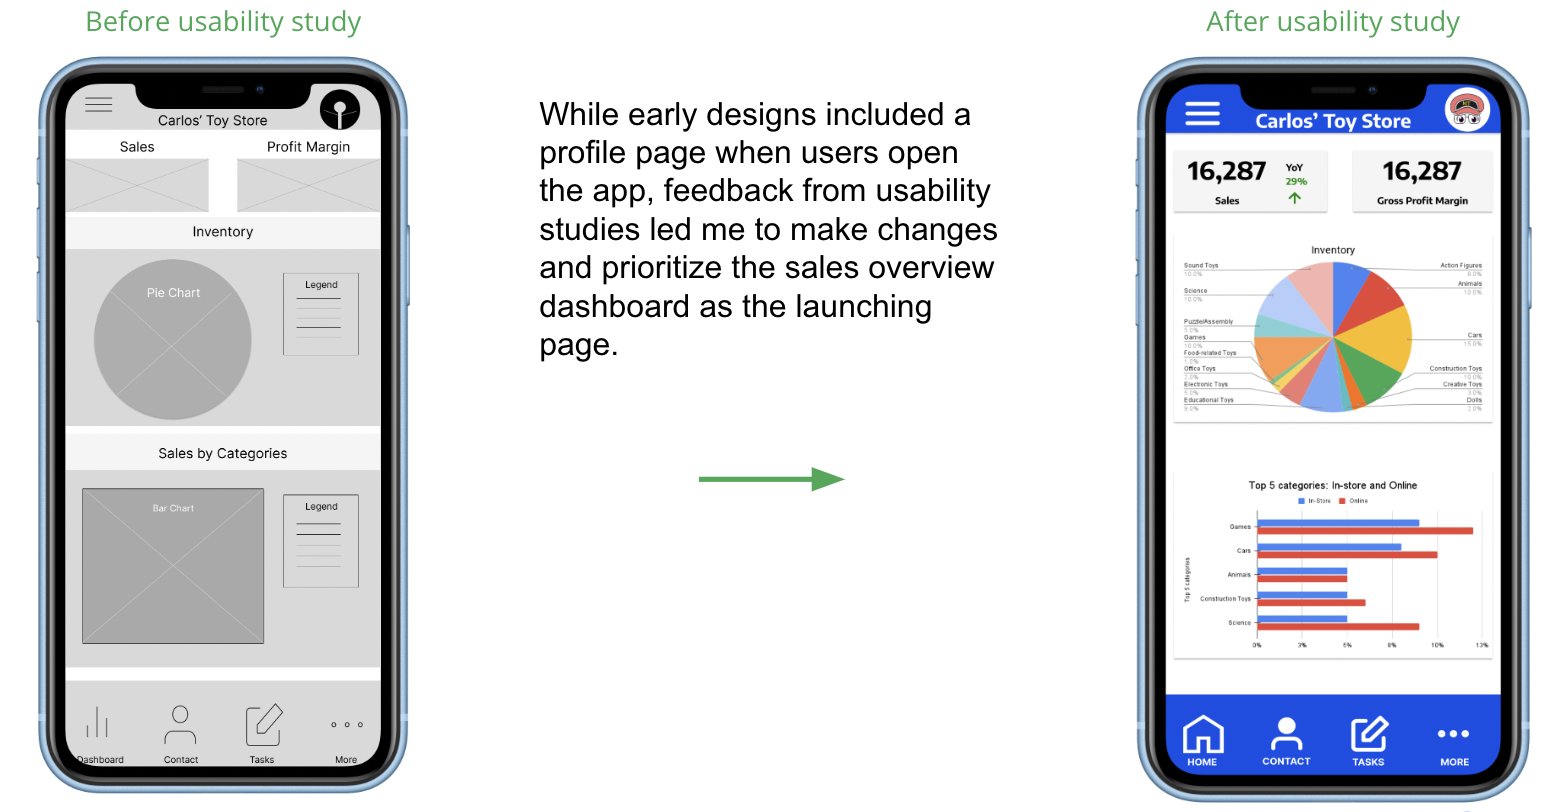 Before usability study
Carlos' Toy Store
Sales
Profit Margin
Inventory
Pie Chart
Legend
Sales by Categories
Bar Chart
Legend
Dashboard
Contact
Tasks
More
While early designs included a
profile page when users open
the app, feedback from usability
studies led me to make changes
and prioritize the sales overview
dashboard as the launching
page.
After usability study
Carlos' Toy Store
16,287
YoY
29%
Sales
16,287
Gross Profit Margin
Inventory
Sound Toys
10.0%
Science
10.0%
Puzzle/Assembly
5.0%
Games
10.0%
Food-related Toys
1.0%
Office Toys
2.0%
Electronic Toys
5.0%
Educational Toys
9.0%
Action Figures
8.0%
Animals
10.0%
Cars
15.0%
Construction Toys
10.0%
Creative Toys
3.0%
Dolls
2.0%
Top 5 categories: In-store and Online
In-Store
Online
Top 5 categories
Games
Cars
Animals
Construction Toys
Science
0%
3%
5%
8%
10%
13%
HOME
CONTACT
TASKS
MORE